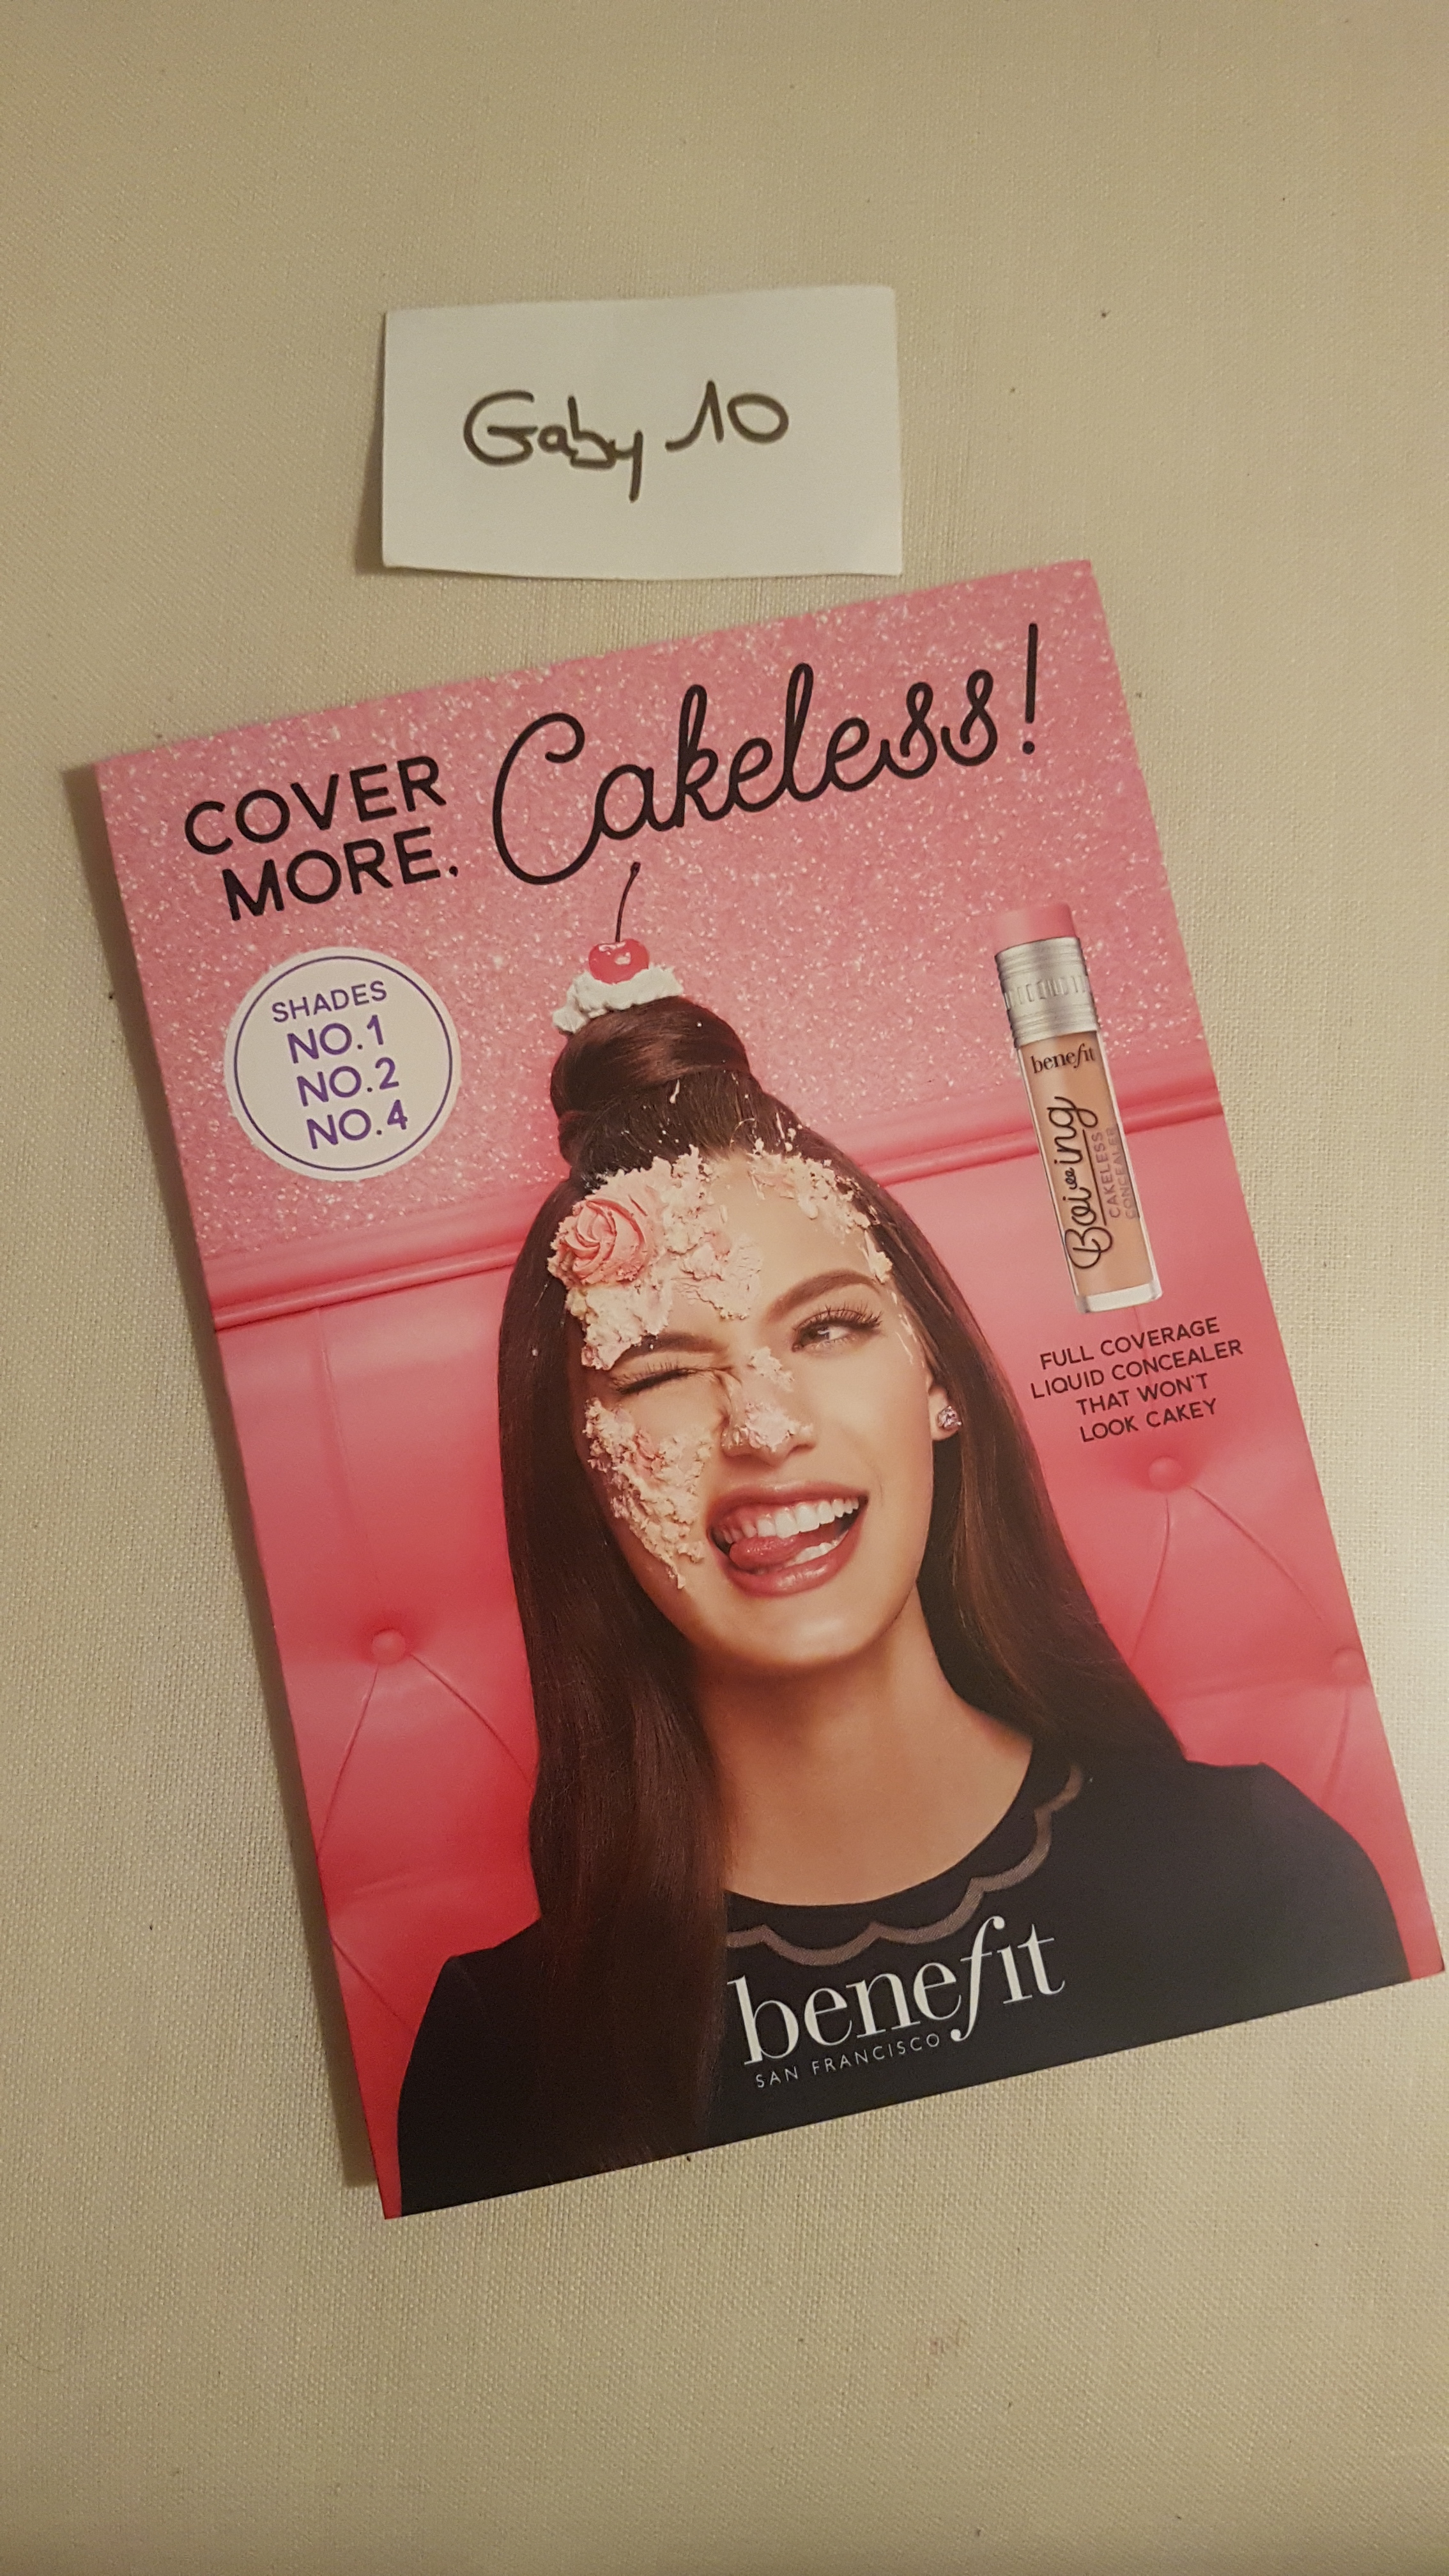 Gaby 10
COVER
MORE. Cakeless!
SHADES
NO.1
NO.2
NO.4
benefit
Boi-ing
CAKELESS
CONCEALER
FULL COVERAGE
LIQUID CONCEALER
THAT WON'T
LOOK CAKEY
benefit
SAN FRANCISCO